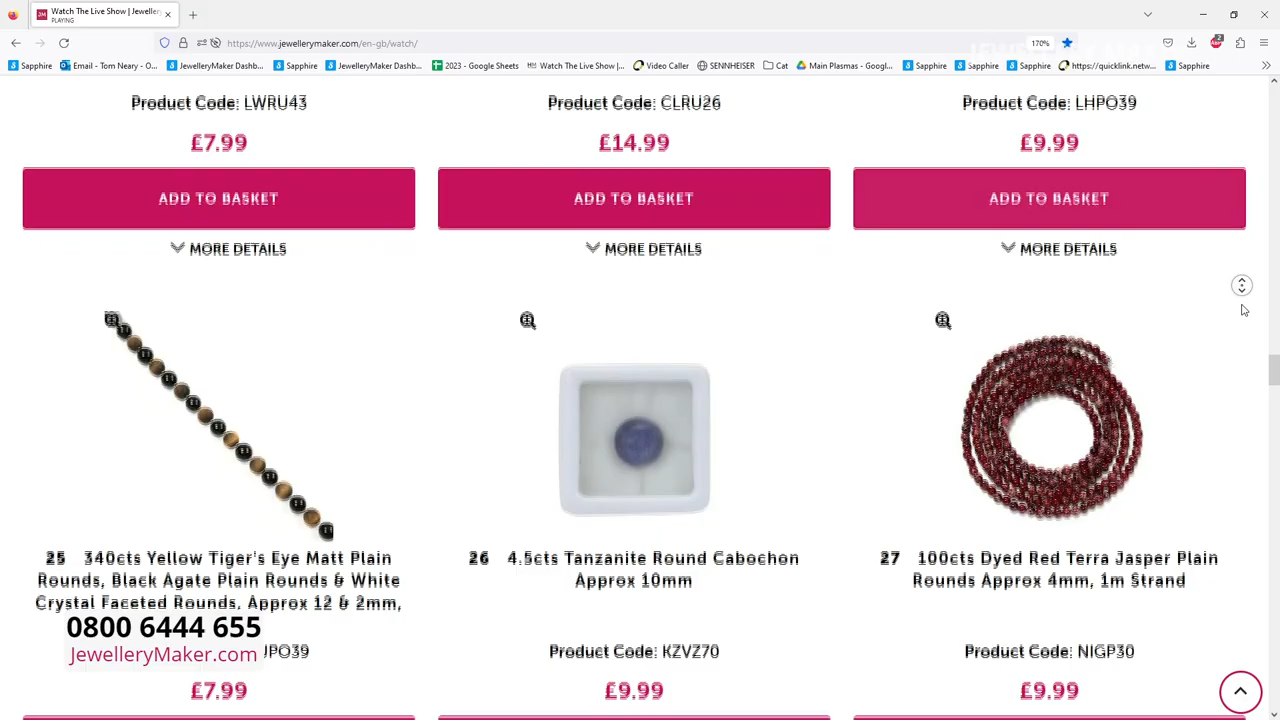 Watch The Live Show | Jeweller
PLAYING
https://www.jewellerymaker.com/en-gb/watch/
170%
2
Sapphire
Email - Tom Neary - O...
JewelleryMaker Dashb...
Sapphire
JewelleryMaker Dashb...
2023 - Google Sheets
Watch The Live Show |...
Video Caller
SENNHEISER
Cat
Main Plasmas - Googl...
Sapphire
Sapphire
Sapphire
https://quicklink.netw...
Sapphire
Product Code: LWRU43
Product Code: CLRU26
Product Code: LHPO39
£7.99
£14.99
£9.99
ADD TO BASKET
ADD TO BASKET
ADD TO BASKET
MORE DETAILS
MORE DETAILS
MORE DETAILS
25 340cts Yellow Tiger's Eye Matt Plain
Rounds, Black Agate Plain Rounds & White
Crystal Faceted Rounds, Approx 12 & 2mm,
26 4.5cts Tanzanite Round Cabochon
Approx 10mm
27 100cts Dyed Red Terra Jasper Plain
Rounds Approx 4mm, 1m Strand
0800 6444 655
JewelleryMaker.com
PO39
Product Code: KZVZ70
Product Code: NIGP30
£7.99
£9.99
£9.99